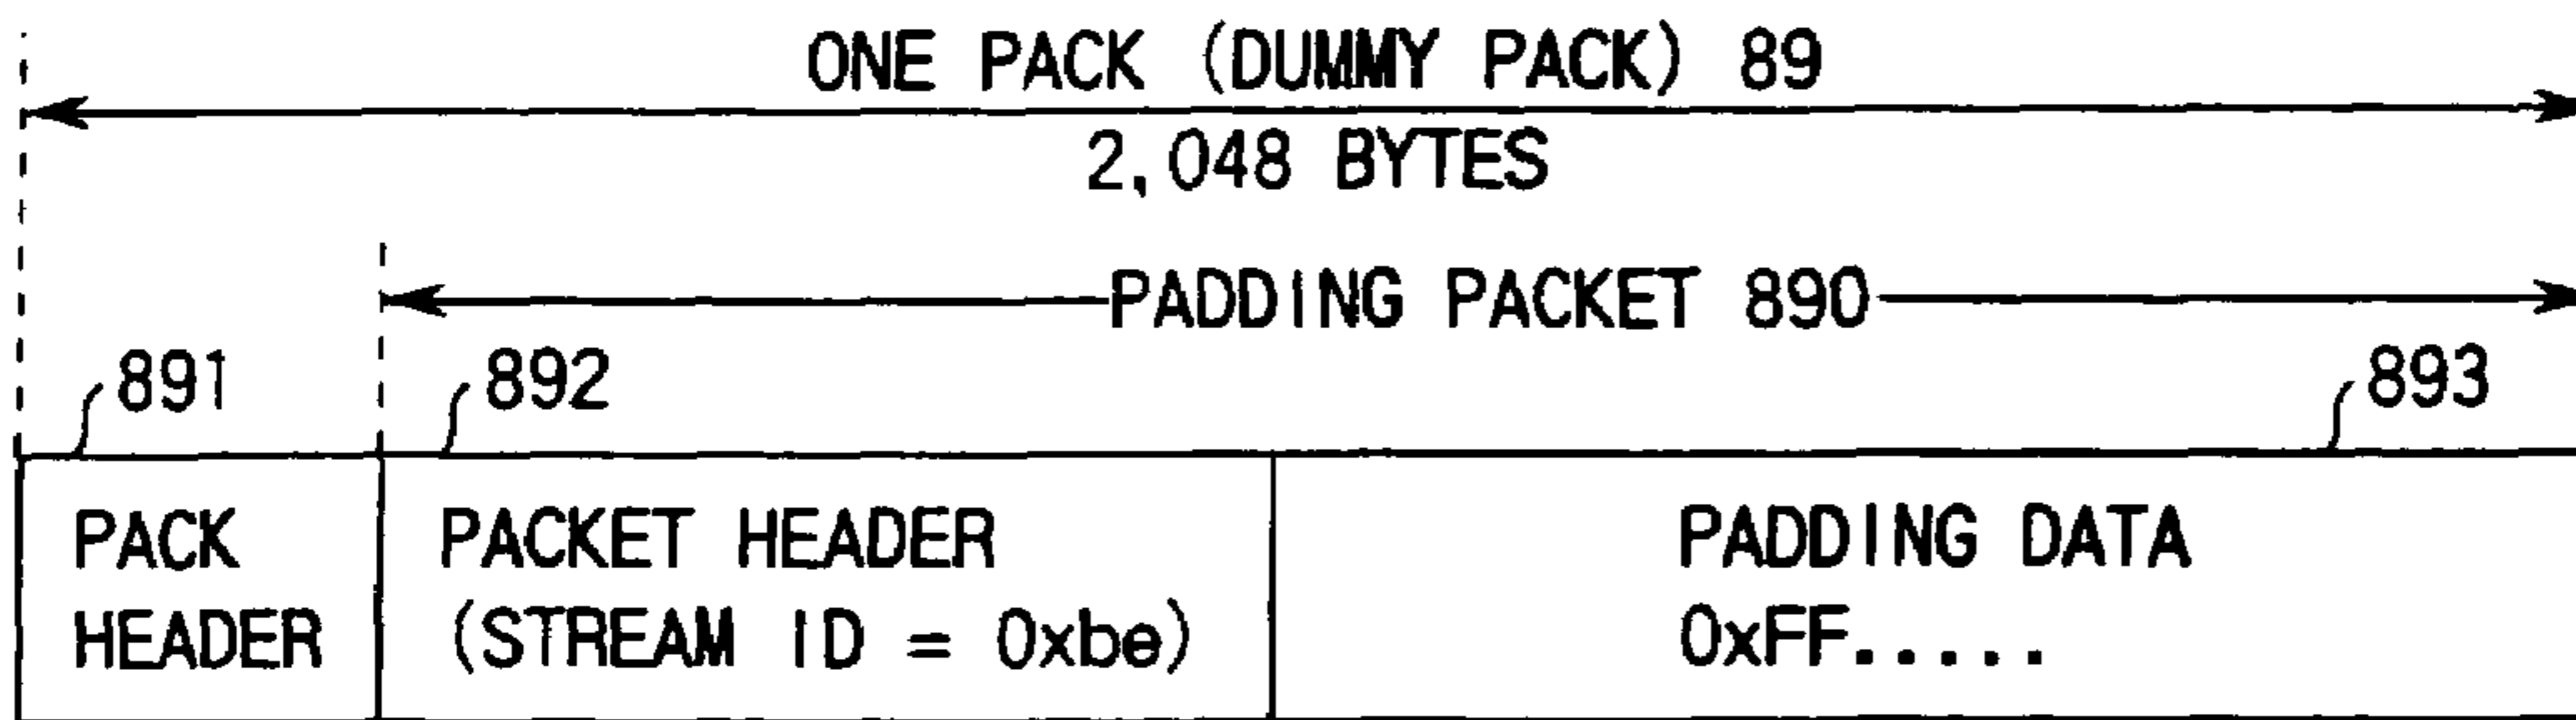 ONE PACK (DUMMY PACK) 89
2,048 BYTES
PADDING PACKET 890
891
892
893
PACK
HEADER
PACKET HEADER
(STREAM ID = 0xbe)
PADDING DATA
0xFF.....